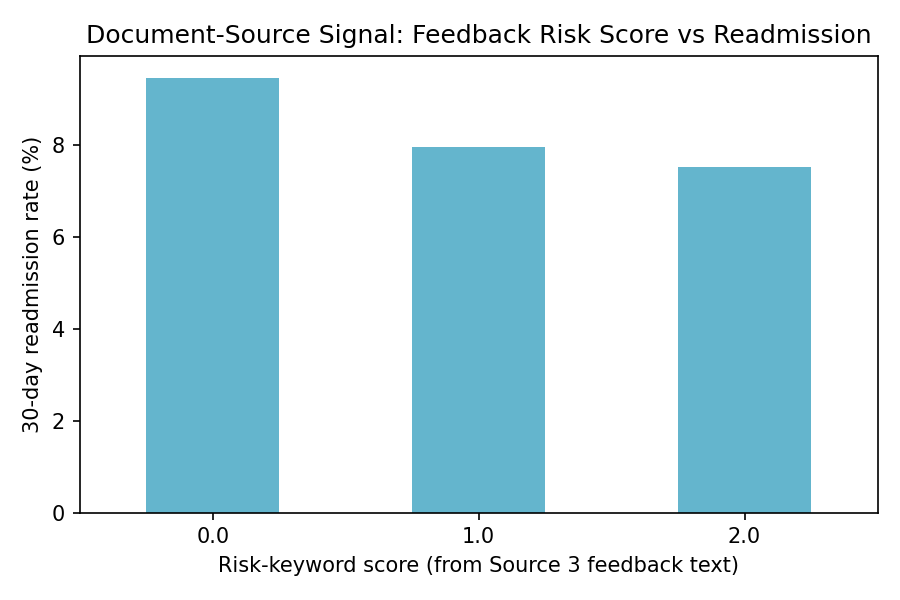 Document-Source Signal: Feedback Risk Score vs Readmission
30-day readmission rate (%)
8
6
4
2
0
0.0 1.0 2.0
Risk-keyword score (from Source 3 feedback text)